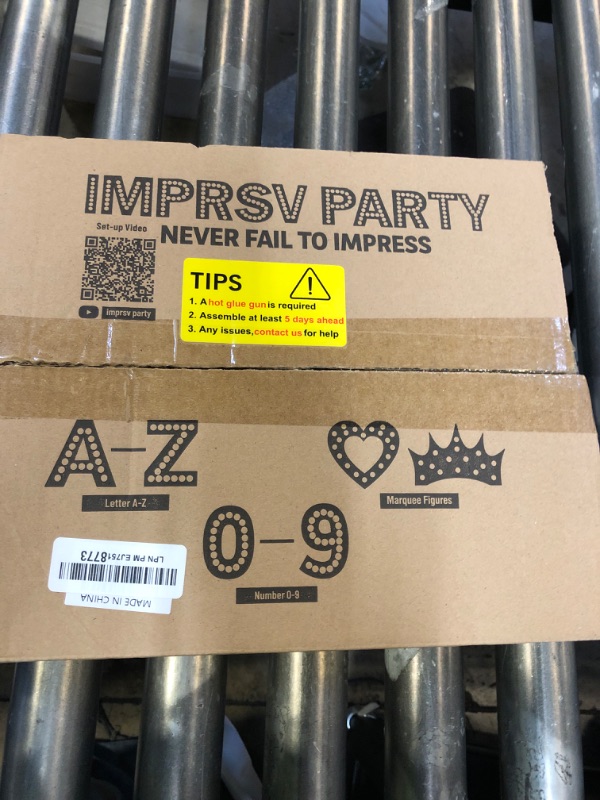 IMPRSV PARTY
NEVER FAIL TO IMPRESS
Set-up Video
imprsv party
TIPS
1. A hot glue gun is required
2. Assemble at least 5 days ahead
3. Any issues,contact us for help
A-Z
Letter A-Z
Marquee Figures
0-9
Number 0-9
LPN PM EJ7518773
MADE IN CHINA